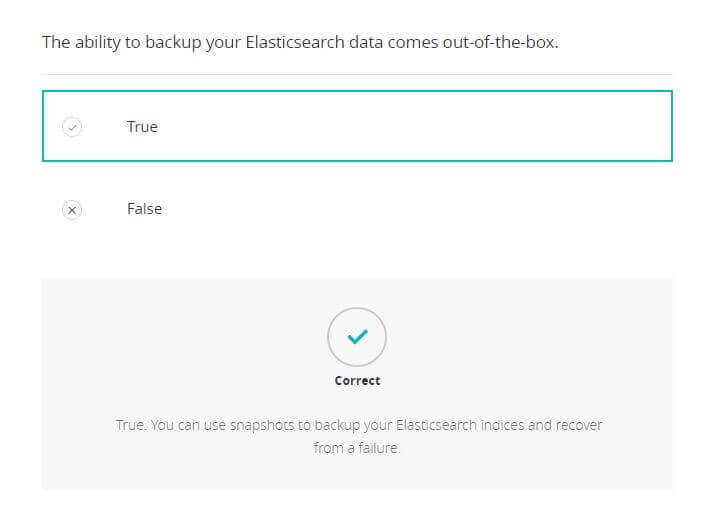 The ability to backup your Elasticsearch data comes out-of-the-box.
True
False
Correct
True. You can use snapshots to backup your Elasticsearch indices and recover
from a failure.